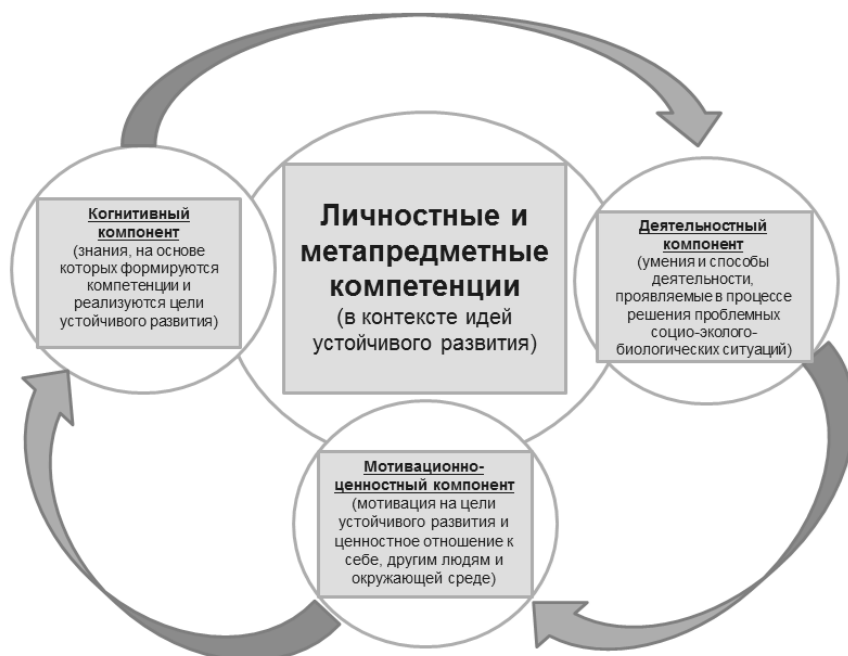 Когнитивный
компонент
(знания, на основе
которых формируются
компетенции и
реализуются цели
устойчивого развития)
Личностные и
метапредметные
компетенции
(в контексте идей
устойчивого развития)
Деятельностный
компонент
(умения и способы
деятельности,
проявляемые в процессе
решения проблемных
социо-эколого-
биологических ситуаций)
Мотивационно-
ценностный компонент
(мотивация на цели
устойчивого развития и
ценностное отношение к
себе, другим людям и
окружающей среде)